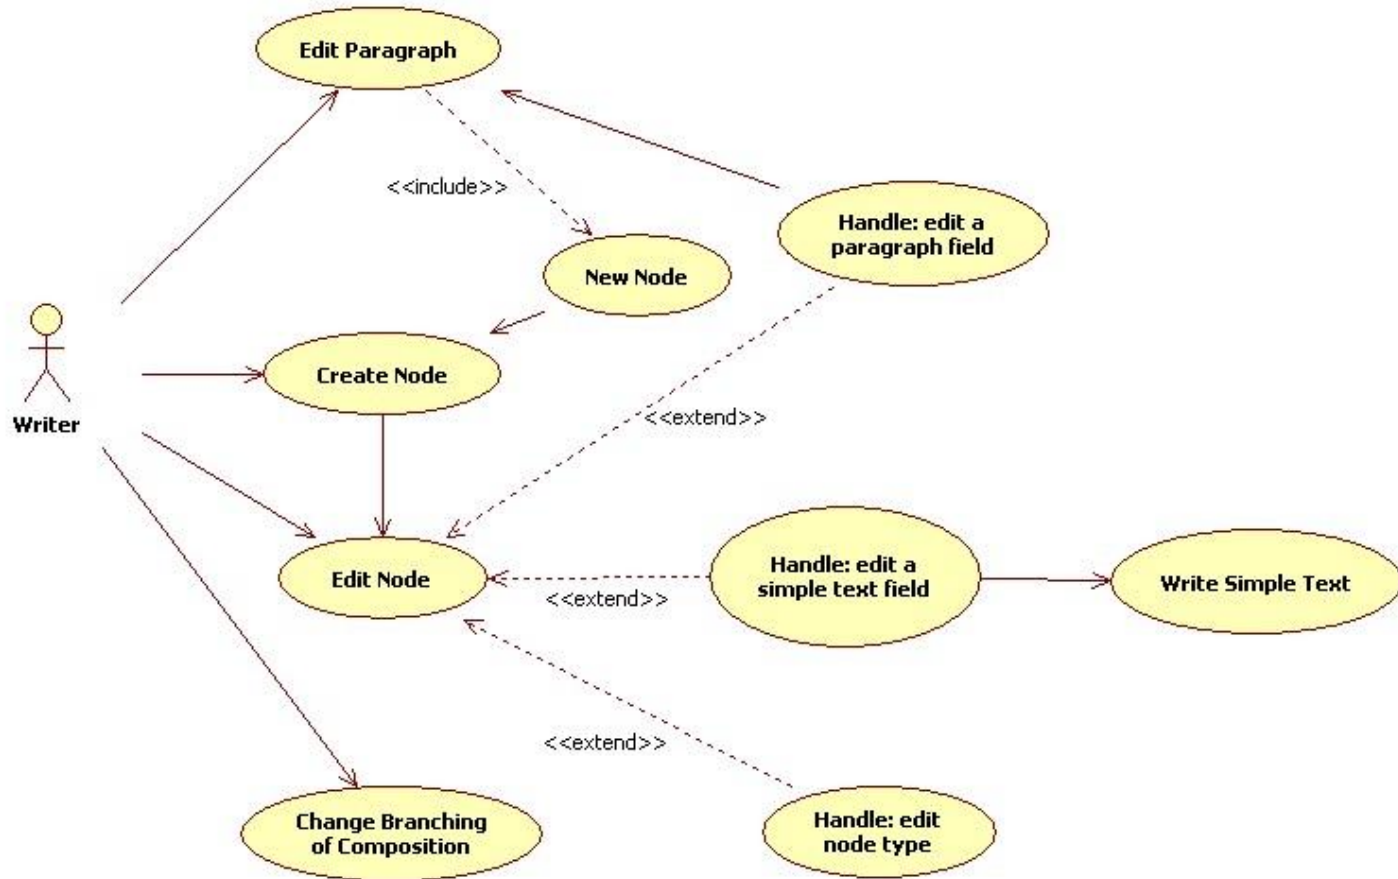 Edit Paragraph
<<include>>
Handle: edit a
paragraph field
New Node
Create Node
Writer
<<extend>>
Edit Node
Handle: edit a
simple text field
Write Simple Text
<<extend>>
<<extend>>
Change Branching
of Composition
Handle: edit
node type